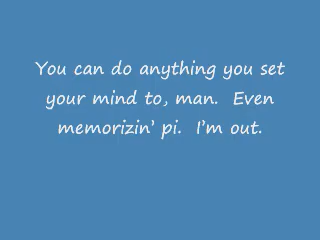 You can do anything you set
your mind to, man.  Even
memorizin' pi.  I'm out.